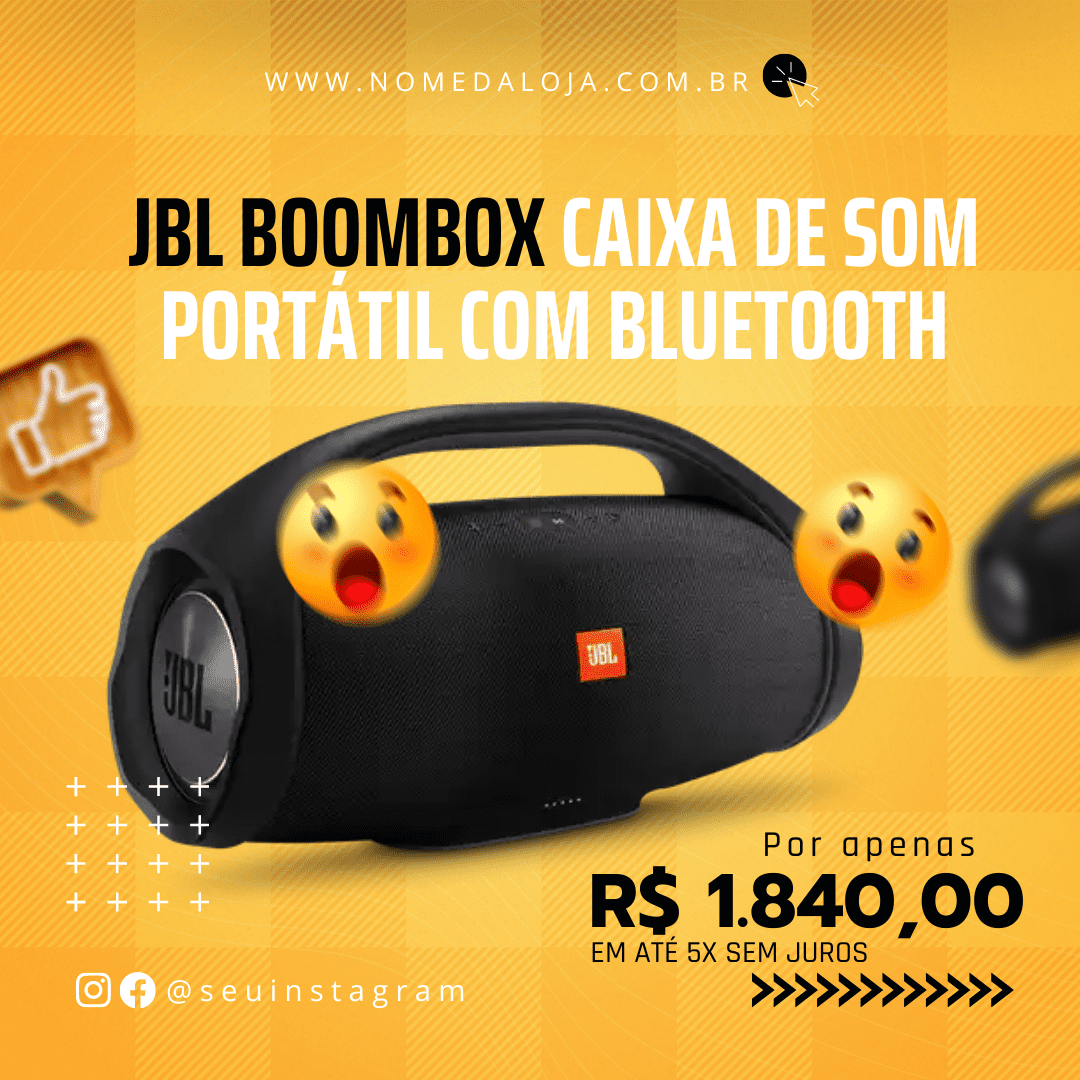 WWW.NOMEDALOJA.COM.BR
JBL BOOMBOX CAIXA DE SOM
PORTÁTIL COM BLUETOOTH
JBL
JBL
Por apenas
R$ 1.840,00
EM ATÉ 5X SEM JUROS
@seuinstagram